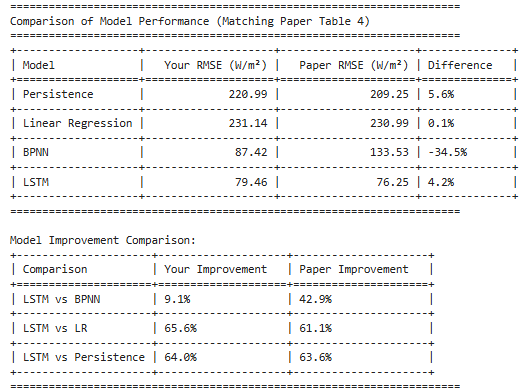 ======================================================================
Comparison of Model Performance (Matching Paper Table 4)
======================================================================
+-------------------+--------------------+---------------------+--------------+
| Model             |   Your RMSE (W/m²) |   Paper RMSE (W/m²) | Difference   |
+===================+====================+=====================+==============+
| Persistence       |             220.99 |              209.25 | 5.6%         |
+-------------------+--------------------+---------------------+--------------+
| Linear Regression |             231.14 |              230.99 | 0.1%         |
+-------------------+--------------------+---------------------+--------------+
| BPNN              |              87.42 |              133.53 | -34.5%       |
+-------------------+--------------------+---------------------+--------------+
| LSTM              |              79.46 |               76.25 | 4.2%         |
+-------------------+--------------------+---------------------+--------------+
======================================================================
Model Improvement Comparison:
+---------------------+--------------------+---------------------+
| Comparison          | Your Improvement   | Paper Improvement   |
+=====================+====================+=====================+
| LSTM vs BPNN        | 9.1%               | 42.9%               |
+---------------------+--------------------+---------------------+
| LSTM vs LR          | 65.6%              | 61.1%               |
+---------------------+--------------------+---------------------+
| LSTM vs Persistence | 64.0%              | 63.6%               |
+---------------------+--------------------+---------------------+
======================================================================